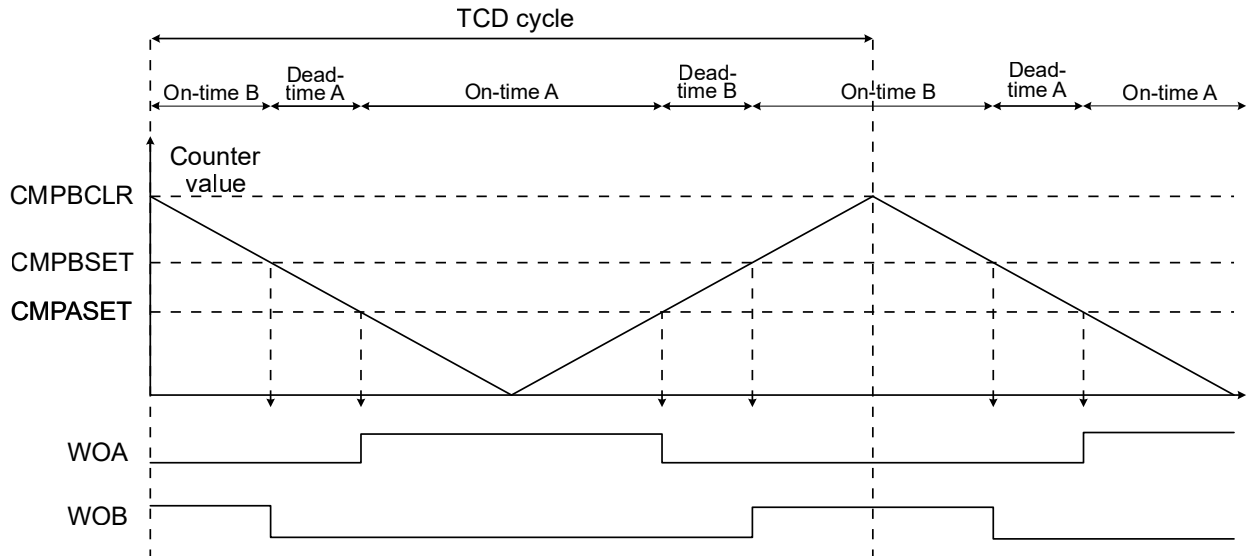 TCD cycle
On-time B
Dead-
time A
On-time A
Dead-
time B
On-time B
Dead-
time A
On-time A
Counter
value
CMPBCLR
CMPBSET
CMPASET
WOA
WOB